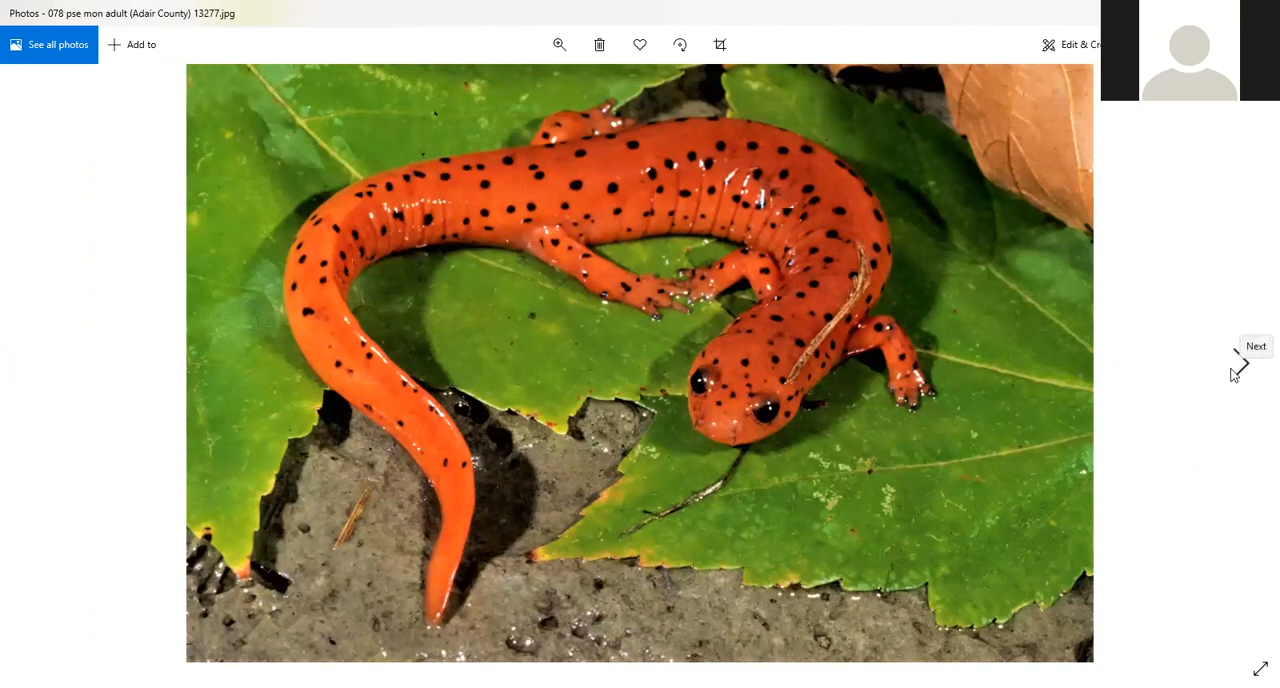 Photos - 078 pse mon adult (Adair County) 13277.jpg
See all photos
Add to
Edit & Cr
Next